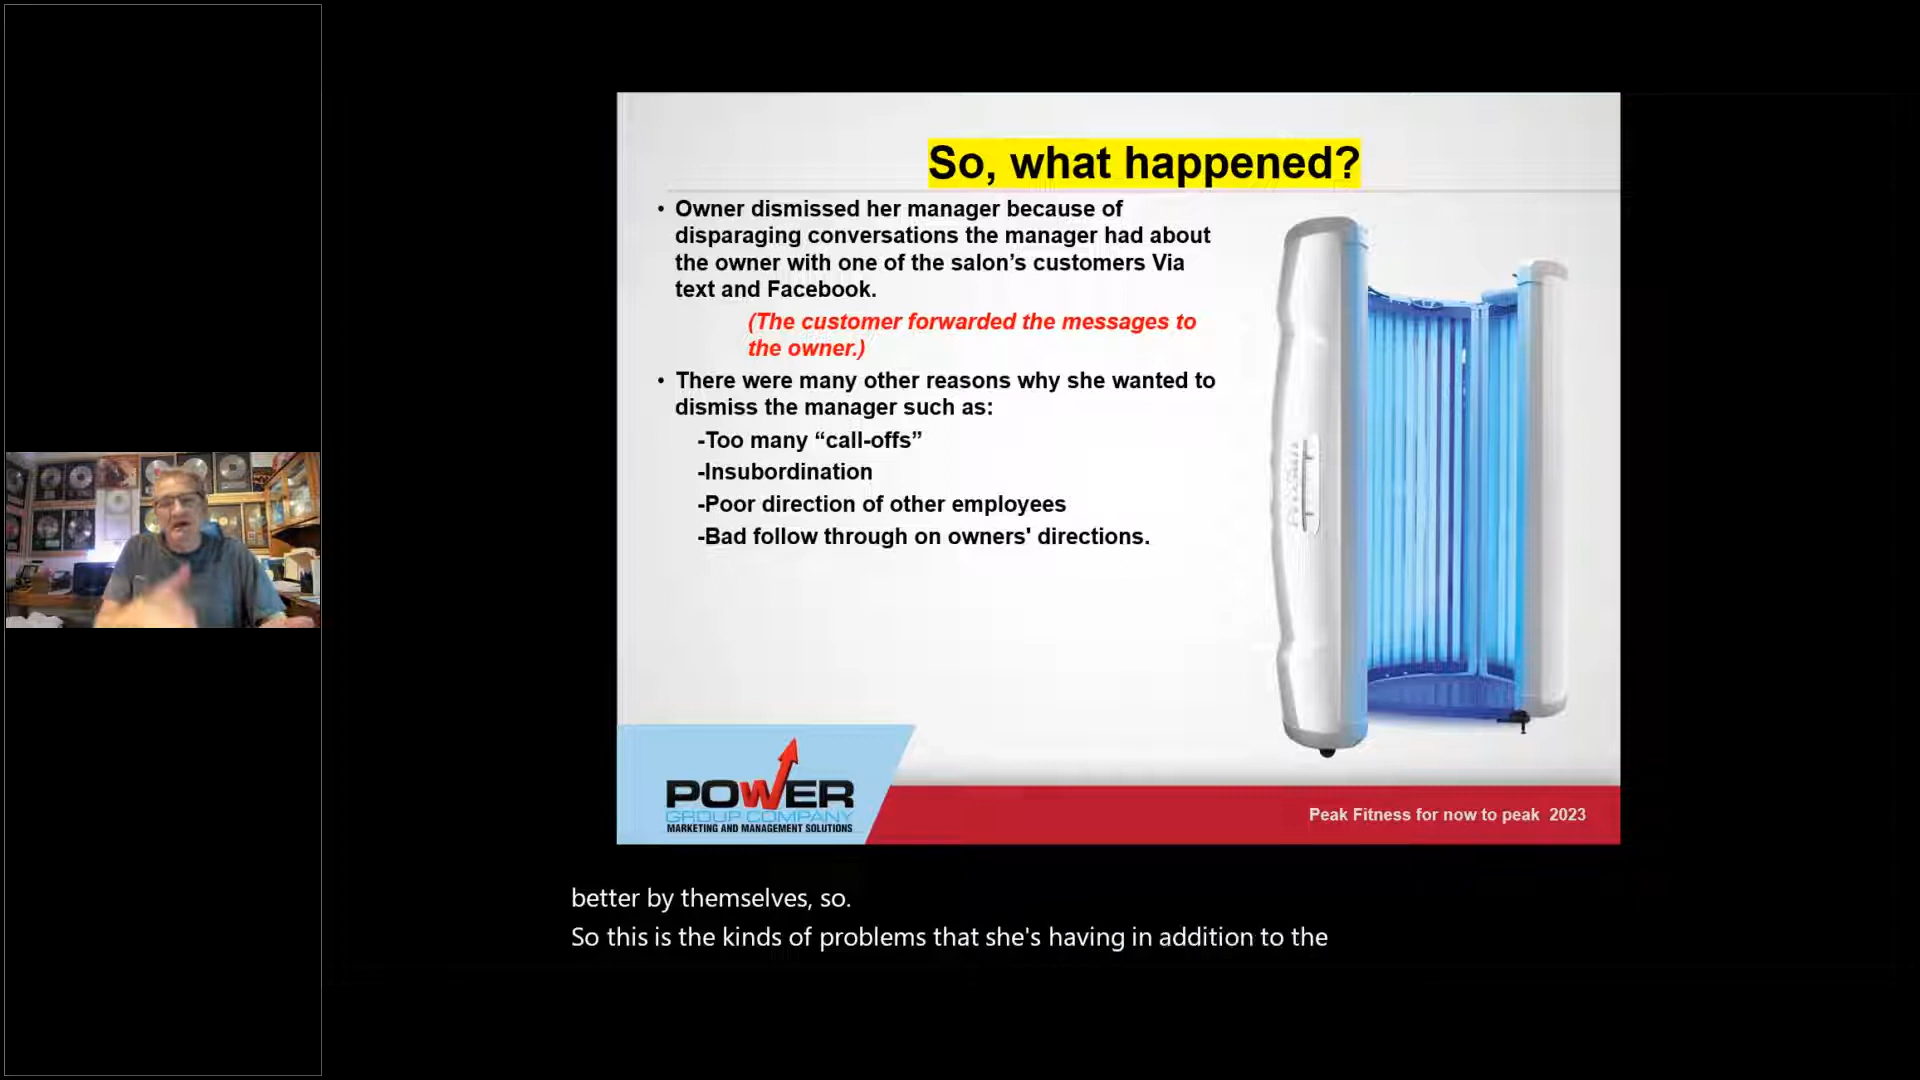 So, what happened?
• Owner dismissed her manager because of
disparaging conversations the manager had about
the owner with one of the salon’s customers Via
text and Facebook.
(The customer forwarded the messages to
the owner.)
• There were many other reasons why she wanted to
dismiss the manager such as:
-Too many “call-offs”
-Insubordination
-Poor direction of other employees
-Bad follow through on owners' directions.
POWER
GROUP COMPANY
MARKETING AND MANAGEMENT SOLUTIONS
Peak Fitness for now to peak 2023
better by themselves, so.
So this is the kinds of problems that she's having in addition to the